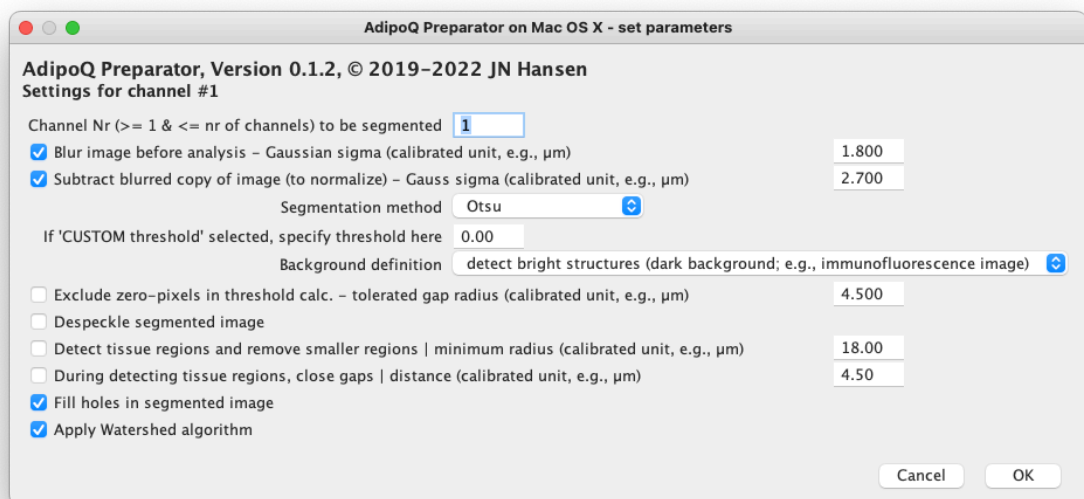 AdipoQ Preparator on Mac OS X - set parameters
AdipoQ Preparator, Version 0.1.2, © 2019-2022 JN Hansen
Settings for channel #1
Channel Nr (>= 1 & <= nr of channels) to be segmented 1
Blur image before analysis - Gaussian sigma (calibrated unit, e.g., µm) 1.800
Subtract blurred copy of image (to normalize) - Gauss sigma (calibrated unit, e.g., µm) 2.700
Segmentation method Otsu
If 'CUSTOM threshold' selected, specify threshold here 0.00
Background definition detect bright structures (dark background; e.g., immunofluorescence image)
Exclude zero-pixels in threshold calc. - tolerated gap radius (calibrated unit, e.g., µm) 4.500
Despeckle segmented image
Detect tissue regions and remove smaller regions | minimum radius (calibrated unit, e.g., µm) 18.00
During detecting tissue regions, close gaps | distance (calibrated unit, e.g., µm) 4.50
Fill holes in segmented image
Apply Watershed algorithm
Cancel OK